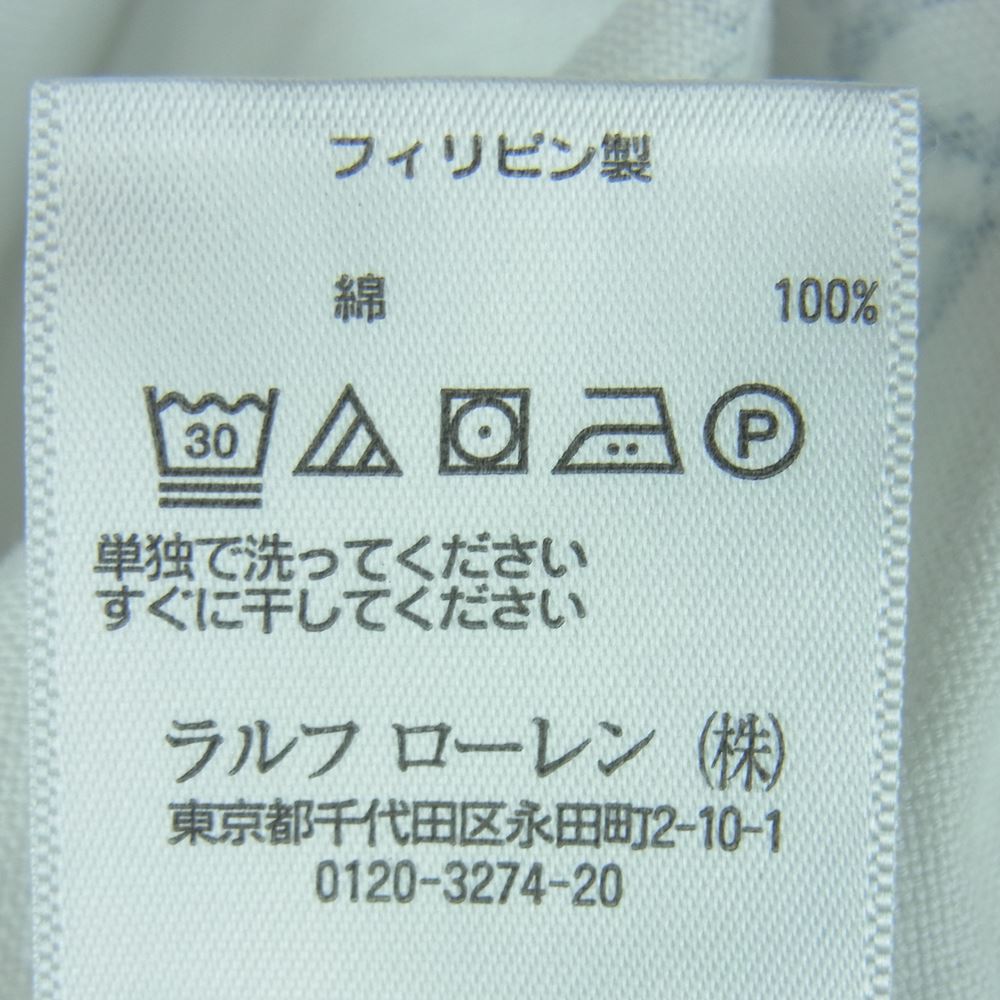 フィリピン製
綿 100%
30 P
単独で洗ってください
すぐに干してください
ラルフ ローレン (株)
東京都千代田区永田町2-10-1
0120-3274-20